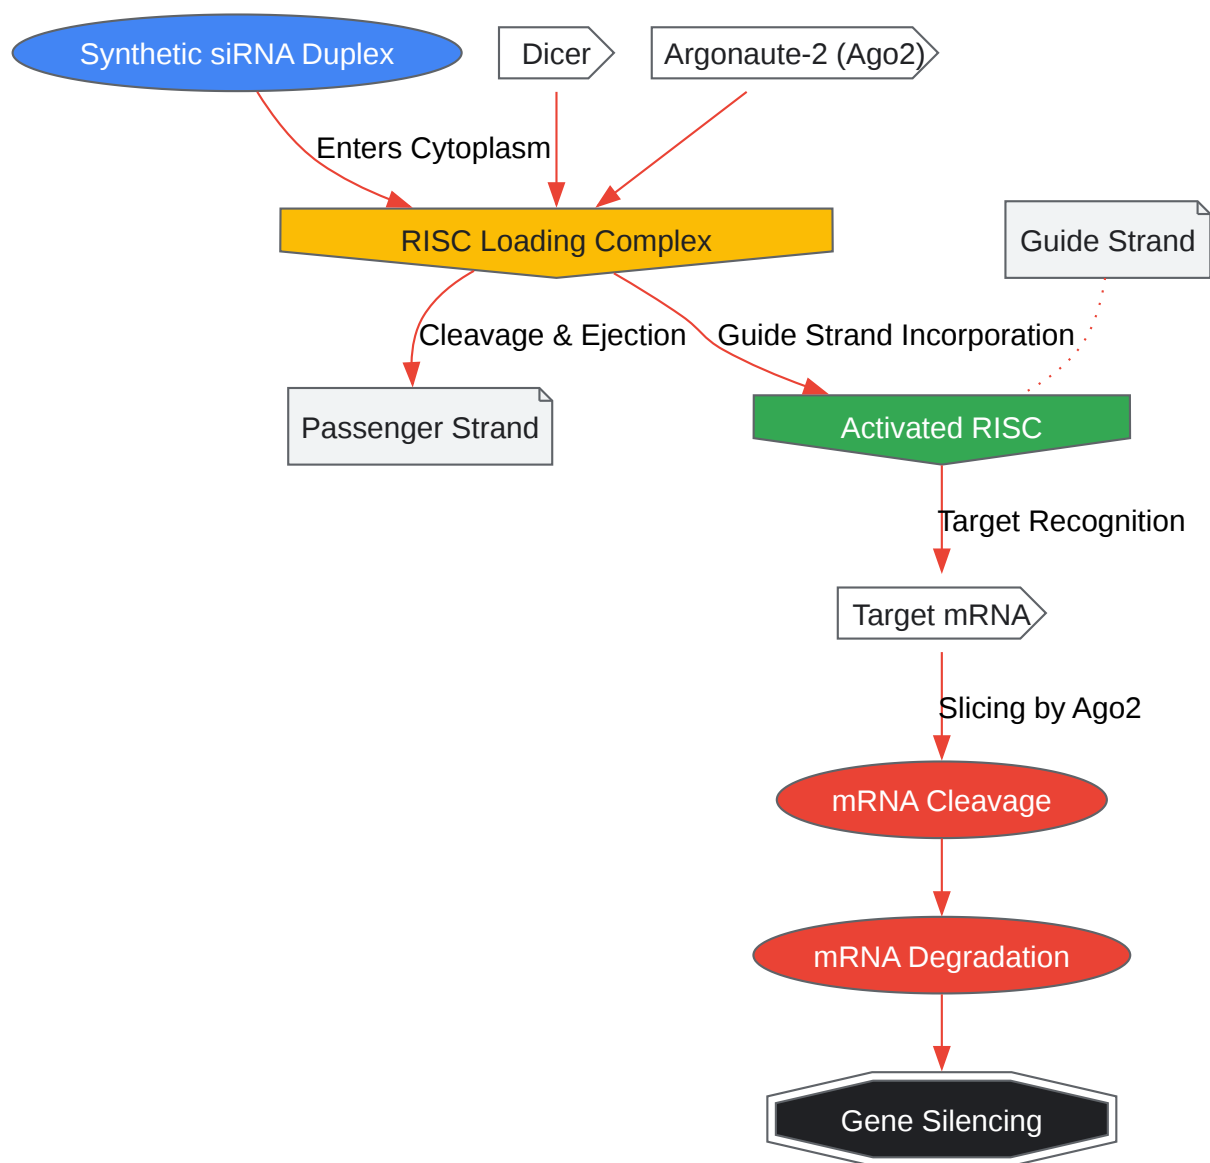 Synthetic siRNA Duplex
Dicer
Argonaute-2 (Ago2)
Enters Cytoplasm
RISC Loading Complex
Guide Strand
Cleavage & Ejection
Guide Strand Incorporation
Passenger Strand
Activated RISC
Target Recognition
Target mRNA
Slicing by Ago2
mRNA Cleavage
mRNA Degradation
Gene Silencing